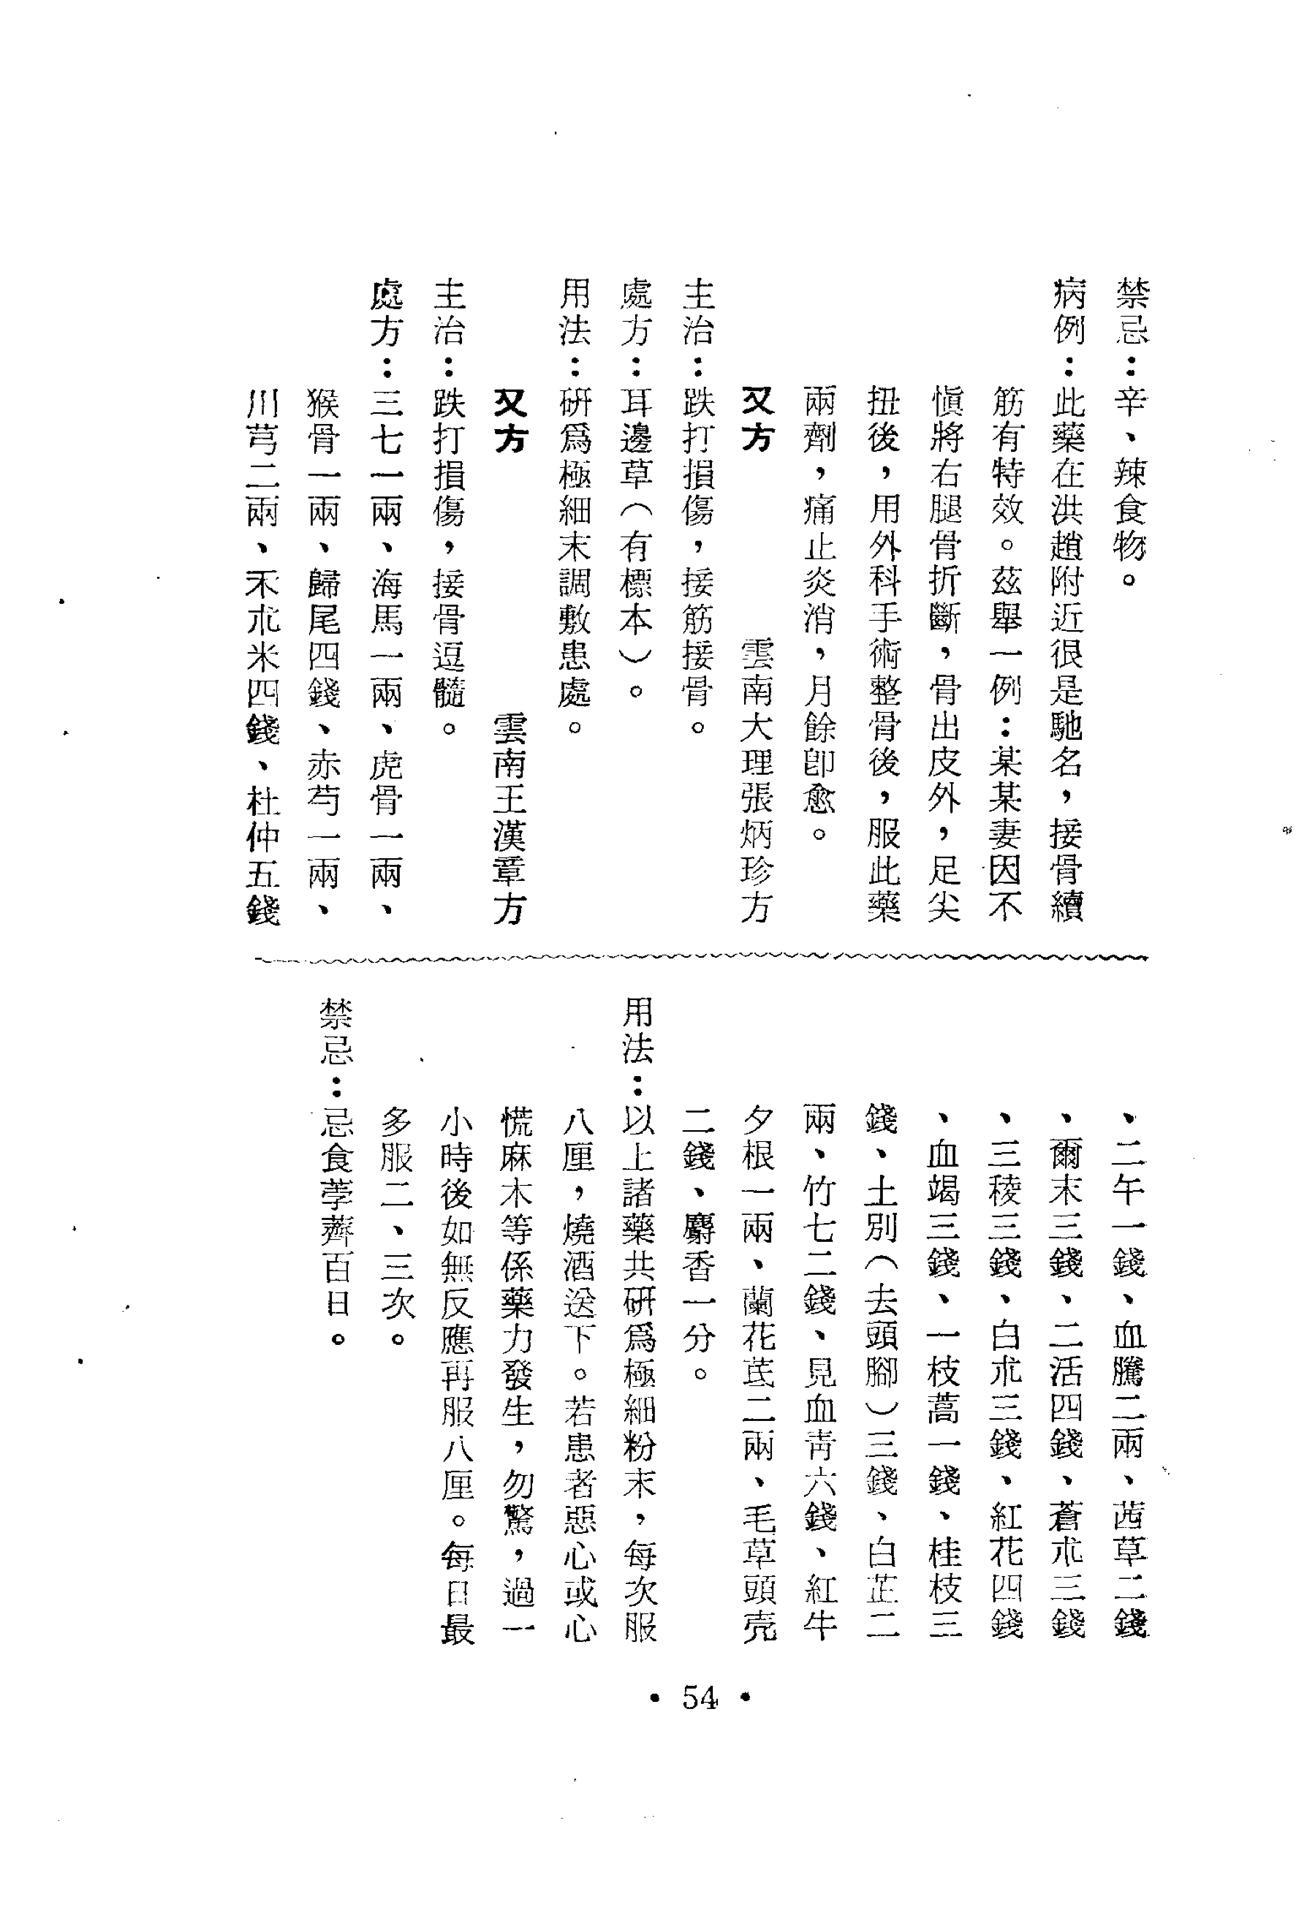 禁忌：辛、辣食物。
病例：此藥在洪趙附近很是馳名，接骨續
筋有特效。茲舉一例：某某妻因不
愼將右腿骨折斷，骨出皮外，足尖
扭後，用外科手術整骨後，服此藥
兩劑，痛止炎消，月餘卽愈。
又方　雲南大理張炳珍方
主治：跌打損傷，接筋接骨。
處方：耳邊草（有標本）。
用法：研爲極細末調敷患處。
又方　雲南王漢章方
主治：跌打損傷，接骨逗髓。
處方：三七一兩、海馬一兩、虎骨一兩、
猴骨一兩、歸尾四錢、赤芍一兩、
川芎二兩、不朮米四錢、杜仲五錢
、二午一錢、血騰二兩、茜草二錢
、爾末三錢、二活四錢、蒼朮三錢
、三稜三錢、白朮三錢、紅花四錢
、血竭三錢、一枝蒿一錢、桂枝三
錢、土別（去頭腳）三錢、白芷二
兩、竹七二錢、見血靑六錢、紅牛
夕根一兩、蘭花芪二兩、毛草頭壳
二錢、麝香一分。
用法：以上諸藥共研爲極細粉末，每次服
八厘，燒酒送下。若患者惡心或心
慌麻木等係藥力發生，勿驚，過一
小時後如無反應再服八厘。每日最
多服二、三次。
禁忌：忌食荸薺百日。
• 54 •